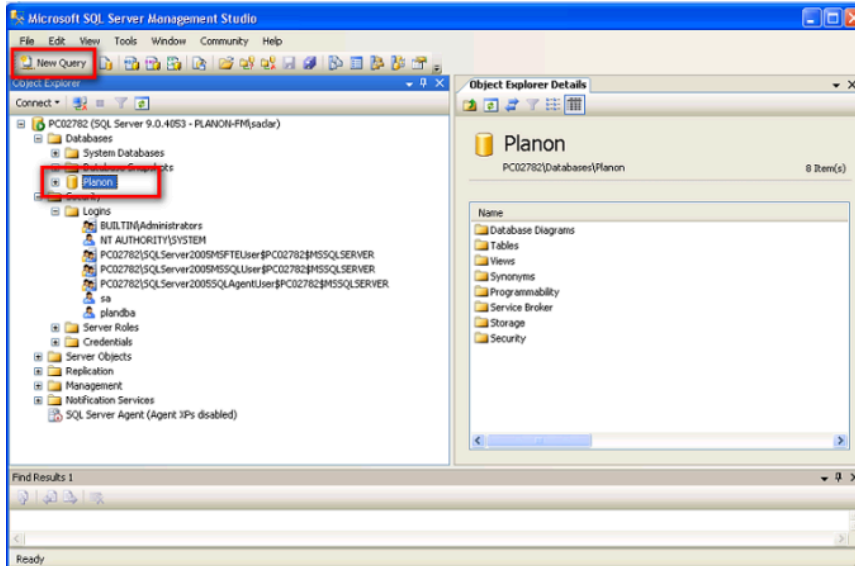 Microsoft SQL Server Management Studio
File Edit View Tools Window Community Help
New Query
Object Explorer
Connect
PC02782 (SQL Server 9.0.4053 - PLANON-FM\sadar)
Databases
System Databases
Database Snapshots
Planon
Security
Logins
BUILTIN\Administrators
NT AUTHORITY\SYSTEM
PC02782\SQLServer2005MSFTEUser$PC02782$MSSQLSERVER
PC02782\SQLServer2005MSSQLUser$PC02782$MSSQLSERVER
PC02782\SQLServer2005SQLAgentUser$PC02782$MSSQLSERVER
sa
plandba
Server Roles
Credentials
Server Objects
Replication
Management
Notification Services
SQL Server Agent (Agent XPs disabled)
Object Explorer Details
Planon
PC02782\Databases\Planon 8 Item(s)
Name
Database Diagrams
Tables
Views
Synonyms
Programmability
Service Broker
Storage
Security
Find Results 1
Ready